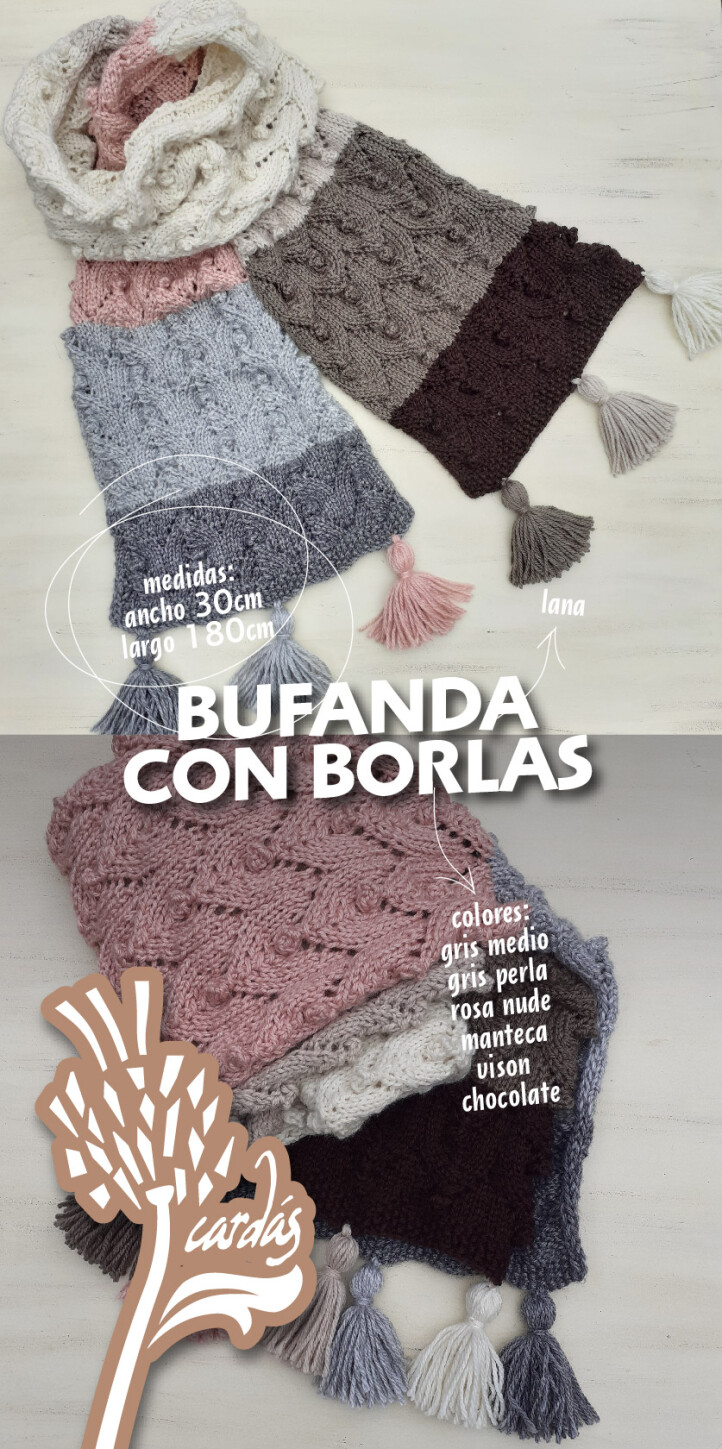 medidas:
ancho 30cm
largo 180cm
lana
BUFANDA
CON BORLAS
colores:
gris medio
gris perla
rosa nude
manteca
vison
chocolate
cardás